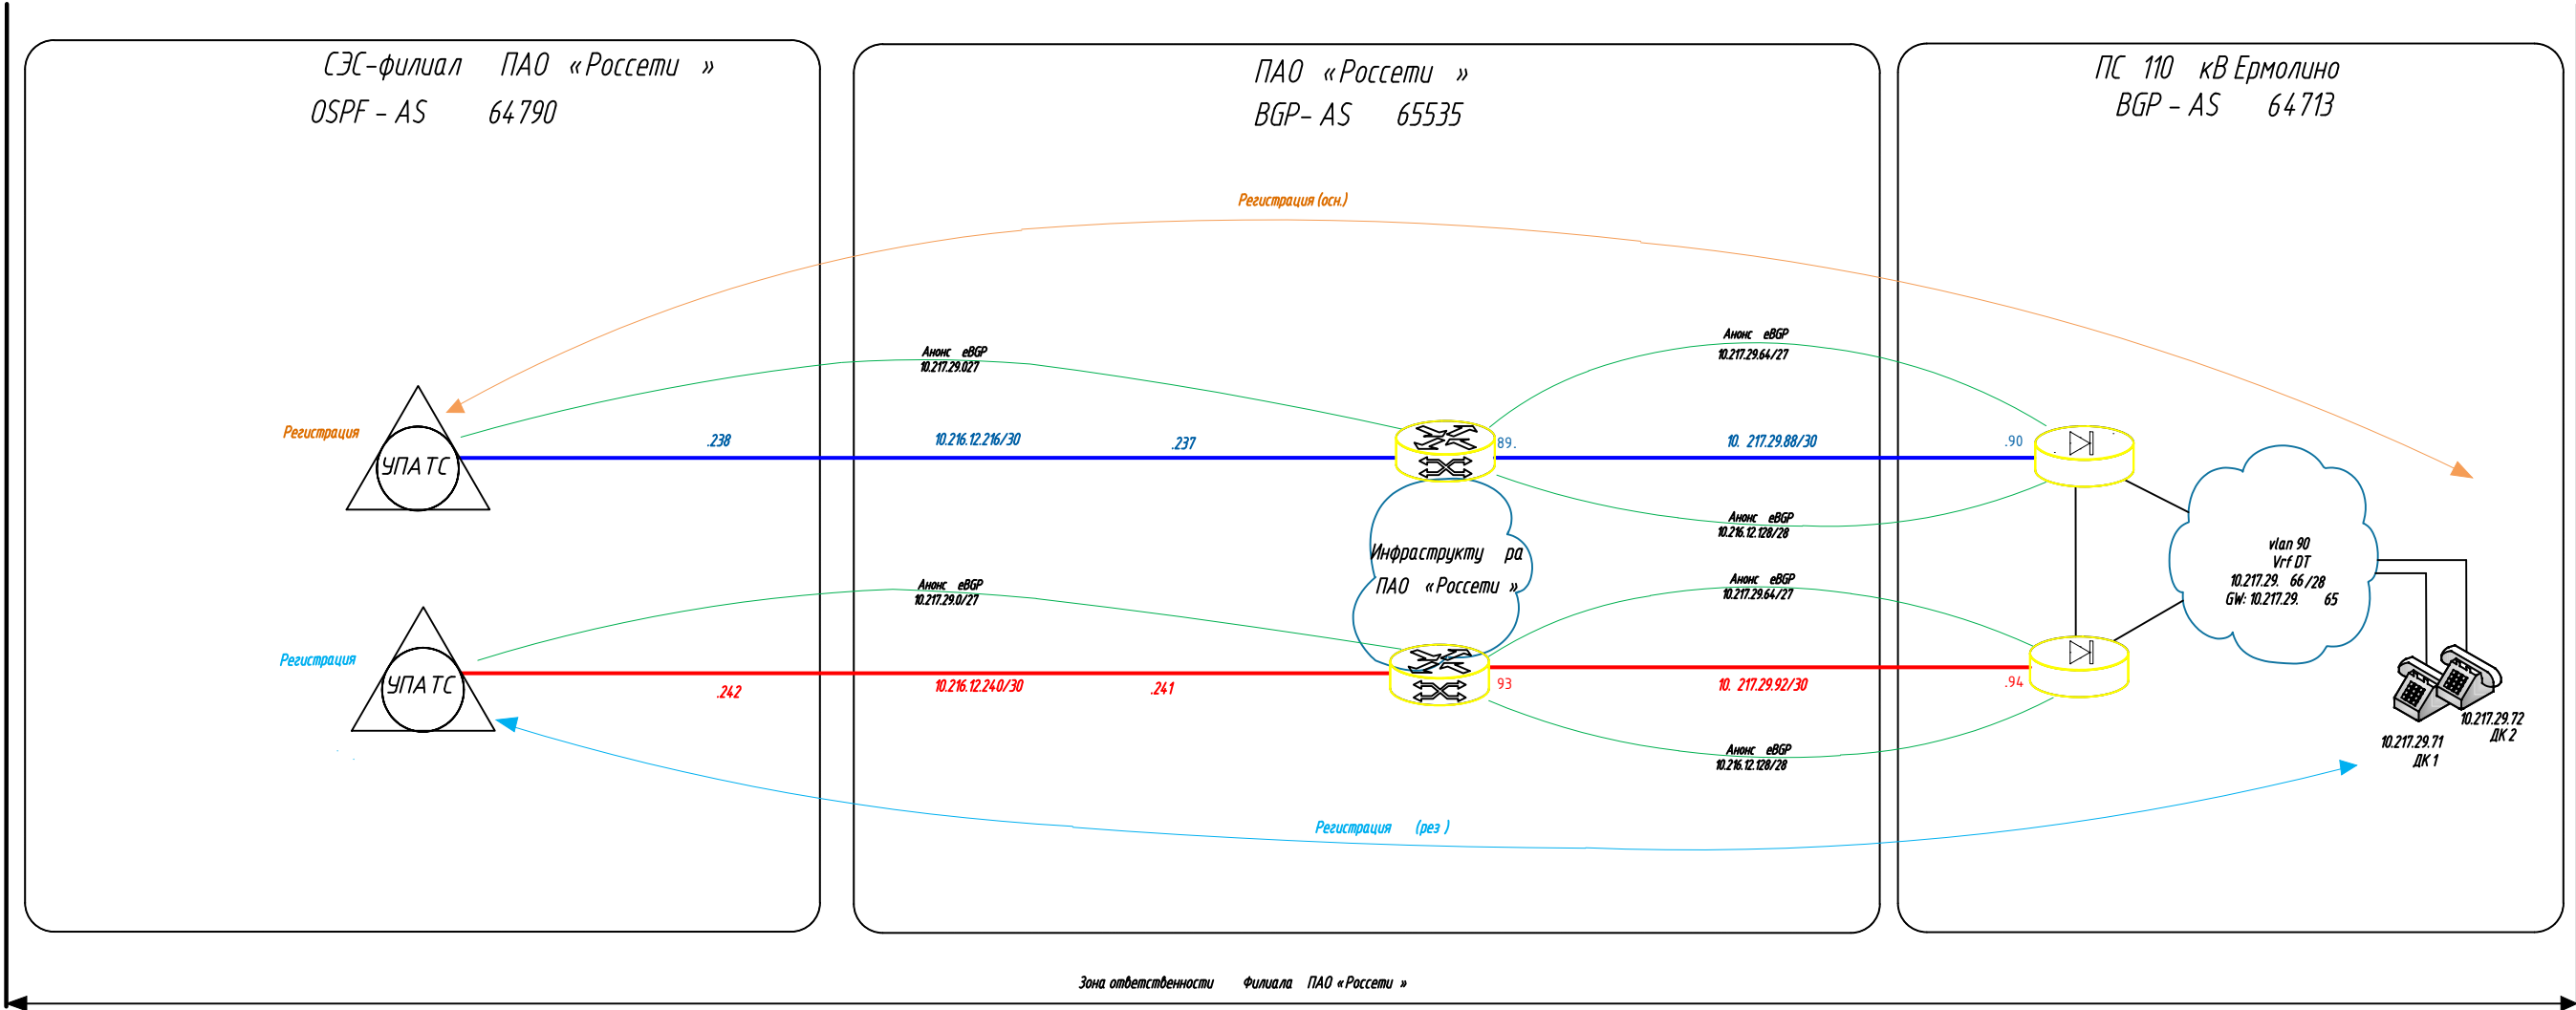 СЭС-филиал ПАО «Россети »
OSPF - AS 64790
ПАО «Россети »
BGP- AS 65535
ПС 110 кВ Ермолино
BGP - AS 64713
Регистрация (осн.)
Анонс eBGP
10.217.29.027
Анонс eBGP
10.217.29.64/27
Регистрация
УПАТС
.238
10.216.12.216/30
.237
89.
10. 217.29.88/30
.90
Анонс eBGP
10.216.12.128/28
Инфраструкту ра
ПАО «Россети »
vlan 90
Vrf DT
10.217.29. 66/28
GW: 10.217.29. 65
Анонс eBGP
10.217.29.0/27
Анонс eBGP
10.217.29.64/27
Регистрация
УПАТС
.242
10.216.12.240/30
.241
93
10. 217.29.92/30
.94
Анонс eBGP
10.216.12.128/28
10.217.29.72
ДК 2
10.217.29.71
ДК 1
Регистрация (рез )
Зона ответственности Филиала ПАО «Россети »